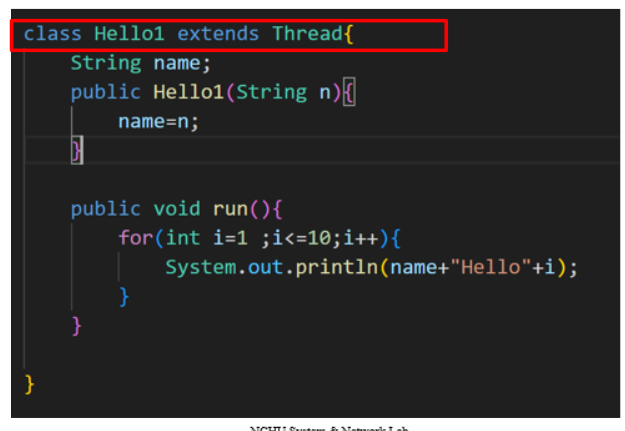 class Hello1 extends Thread{
    String name;
    public Hello1(String n){
        name=n;
    }
    public void run(){
        for(int i=1 ;i<=10;i++){
            System.out.println(name+"Hello"+i);
        }
    }
}
NCHU System & Network Lab